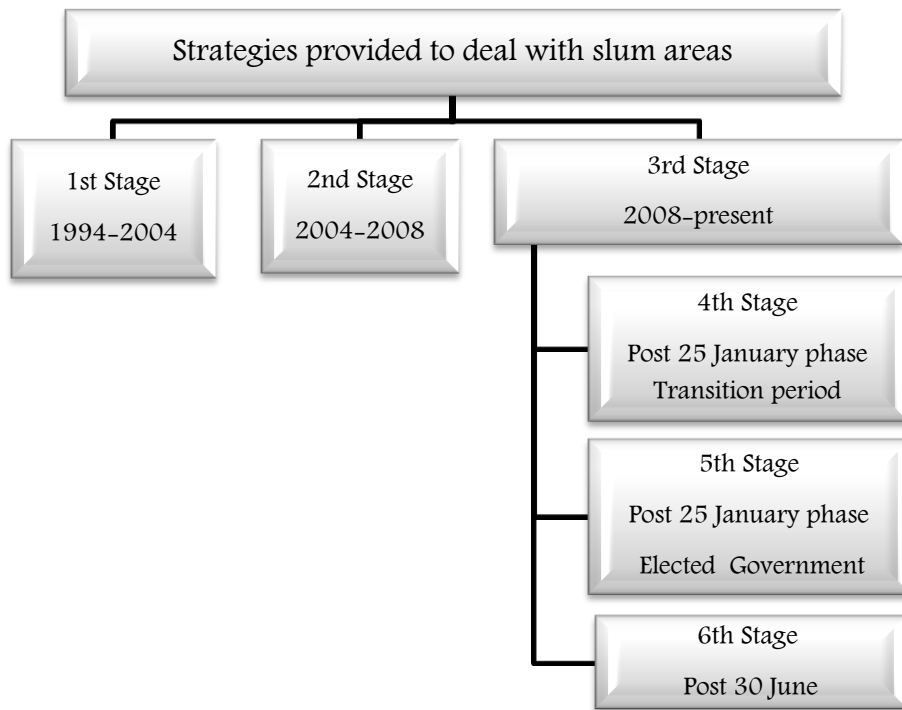 Strategies provided to deal with slum areas
1st Stage
1994-2004
2nd Stage
2004-2008
3rd Stage
2008-present
4th Stage
Post 25 January phase
Transition period
5th Stage
Post 25 January phase
Elected Government
6th Stage
Post 30 June